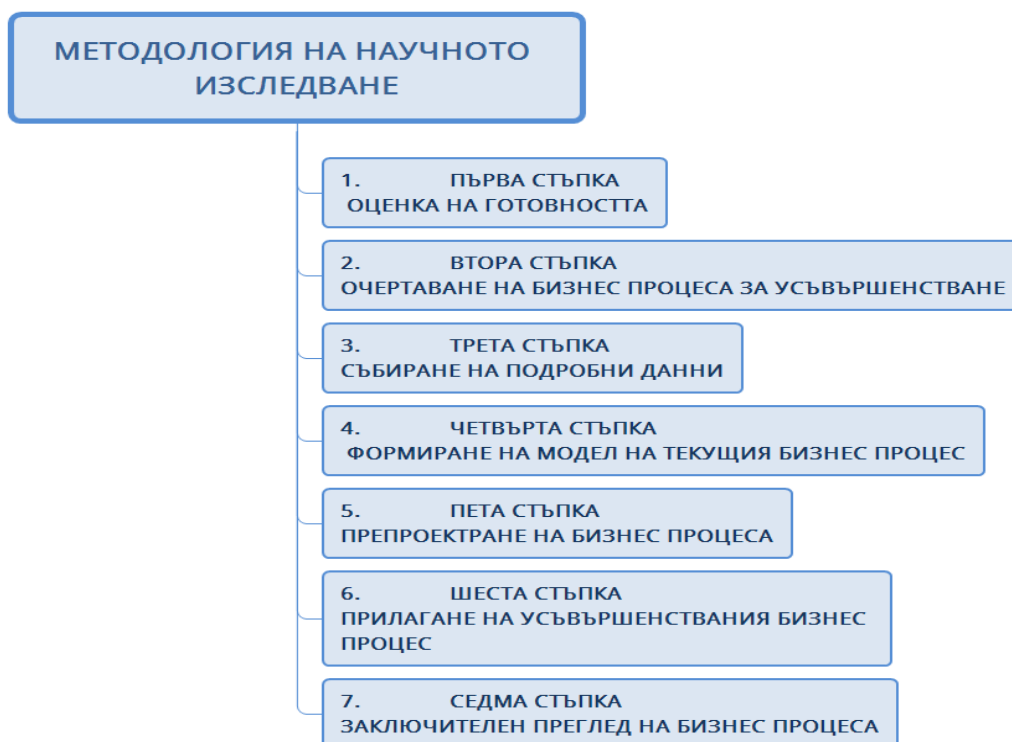 МЕТОДОЛОГИЯ НА НАУЧНОТО
ИЗСЛЕДВАНЕ
1. ПЪРВА СТЪПКА
ОЦЕНКА НА ГОТОВНОСТТА
2. ВТОРА СТЪПКА
ОЧЕРТАВАНЕ НА БИЗНЕС ПРОЦЕСА ЗА УСЪВЪРШЕНСТВАНЕ
3. ТРЕТА СТЪПКА
СЪБИРАНЕ НА ПОДРОБНИ ДАННИ
4. ЧЕТВЪРТА СТЪПКА
ФОРМИРАНЕ НА МОДЕЛ НА ТЕКУЩИЯ БИЗНЕС ПРОЦЕС
5. ПЕТА СТЪПКА
ПРЕПРОЕКТРАНЕ НА БИЗНЕС ПРОЦЕСА
6. ШЕСТА СТЪПКА
ПРИЛАГАНЕ НА УСЪВЪРШЕНСТВАНИЯ БИЗНЕС
ПРОЦЕС
7. СЕДМА СТЪПКА
ЗАКЛЮЧИТЕЛЕН ПРЕГЛЕД НА БИЗНЕС ПРОЦЕСА